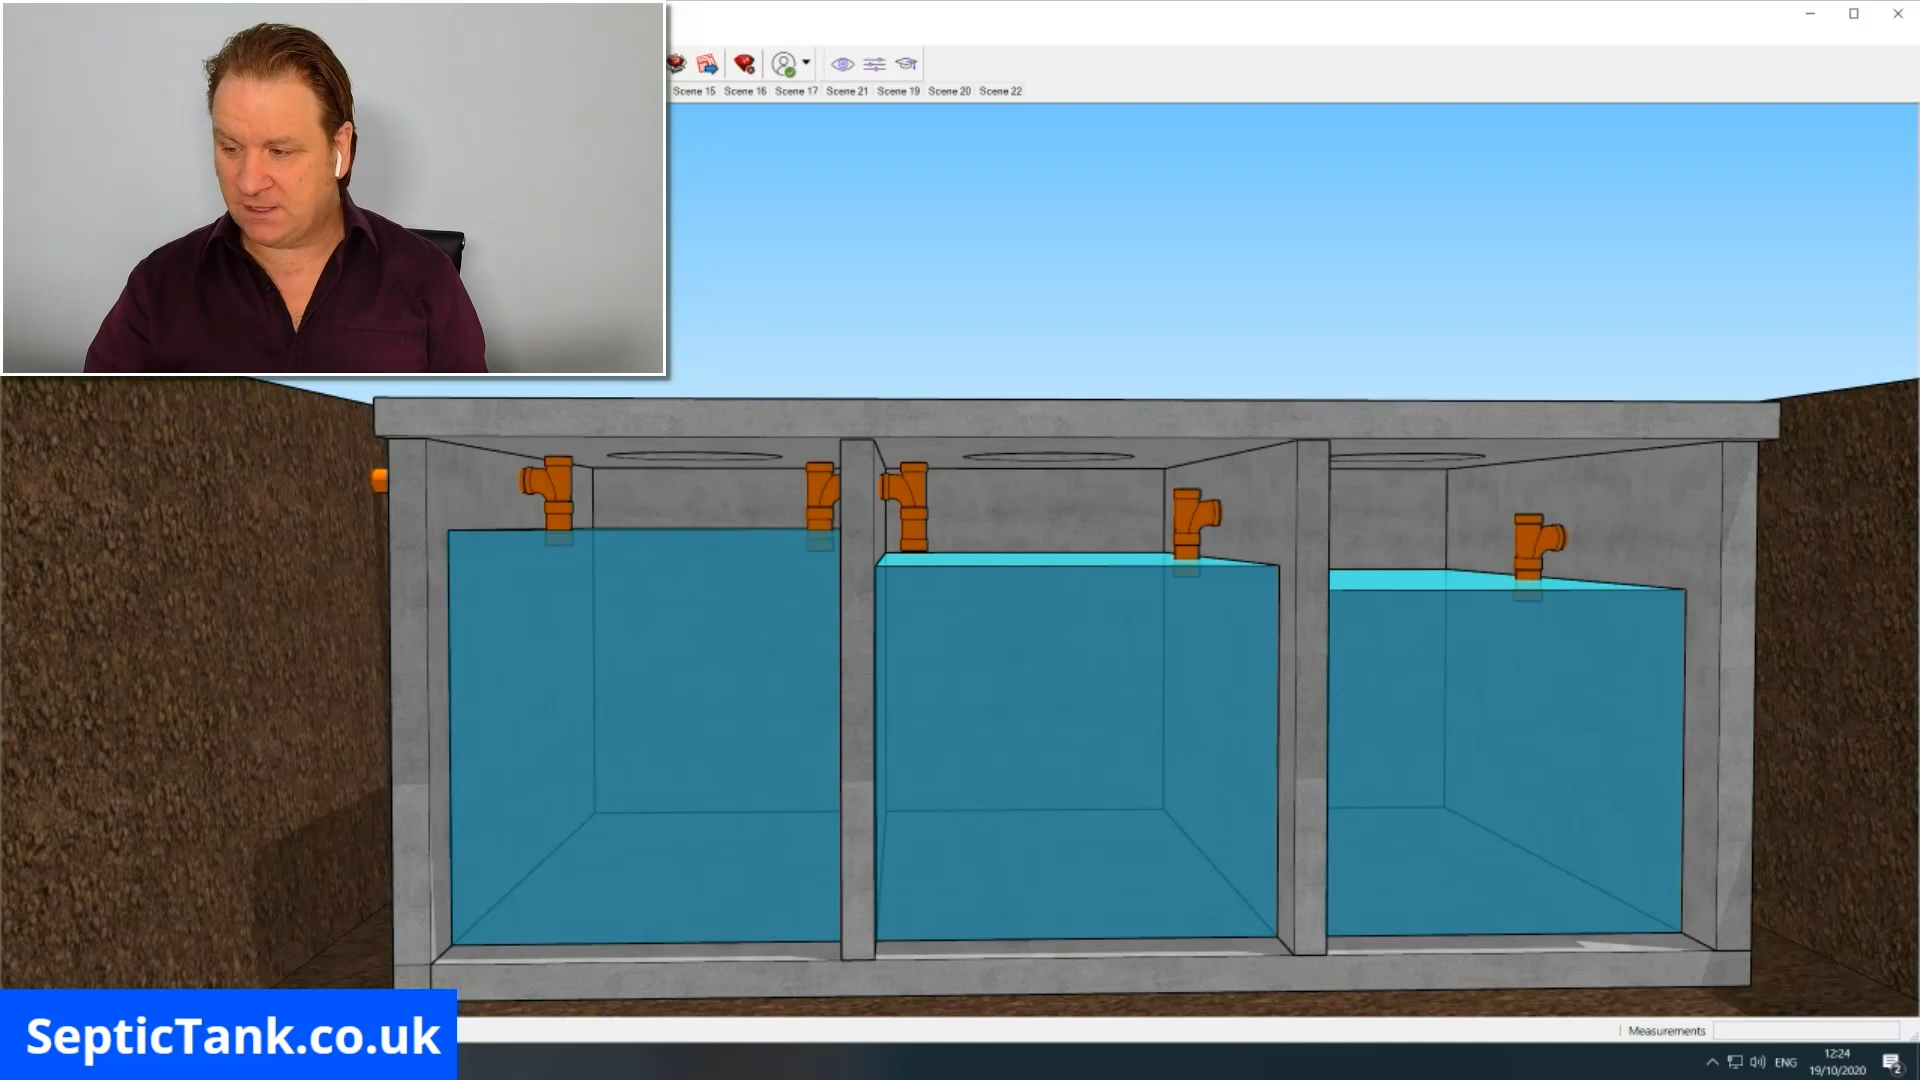 Scene 15 Scene 16 Scene 17 Scene 21 Scene 19 Scene 20 Scene 22
SepticTank.co.uk
Measurements
ENG
12:24
19/10/2020
2